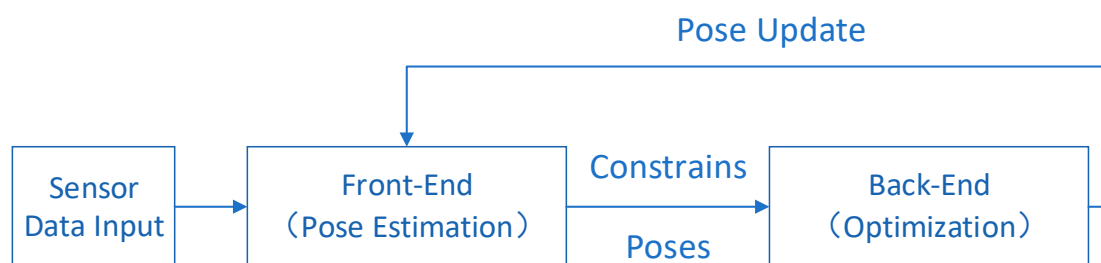 Pose Update
Sensor
Data Input
Front-End
（Pose Estimation）
Constrains
Poses
Back-End
（Optimization）